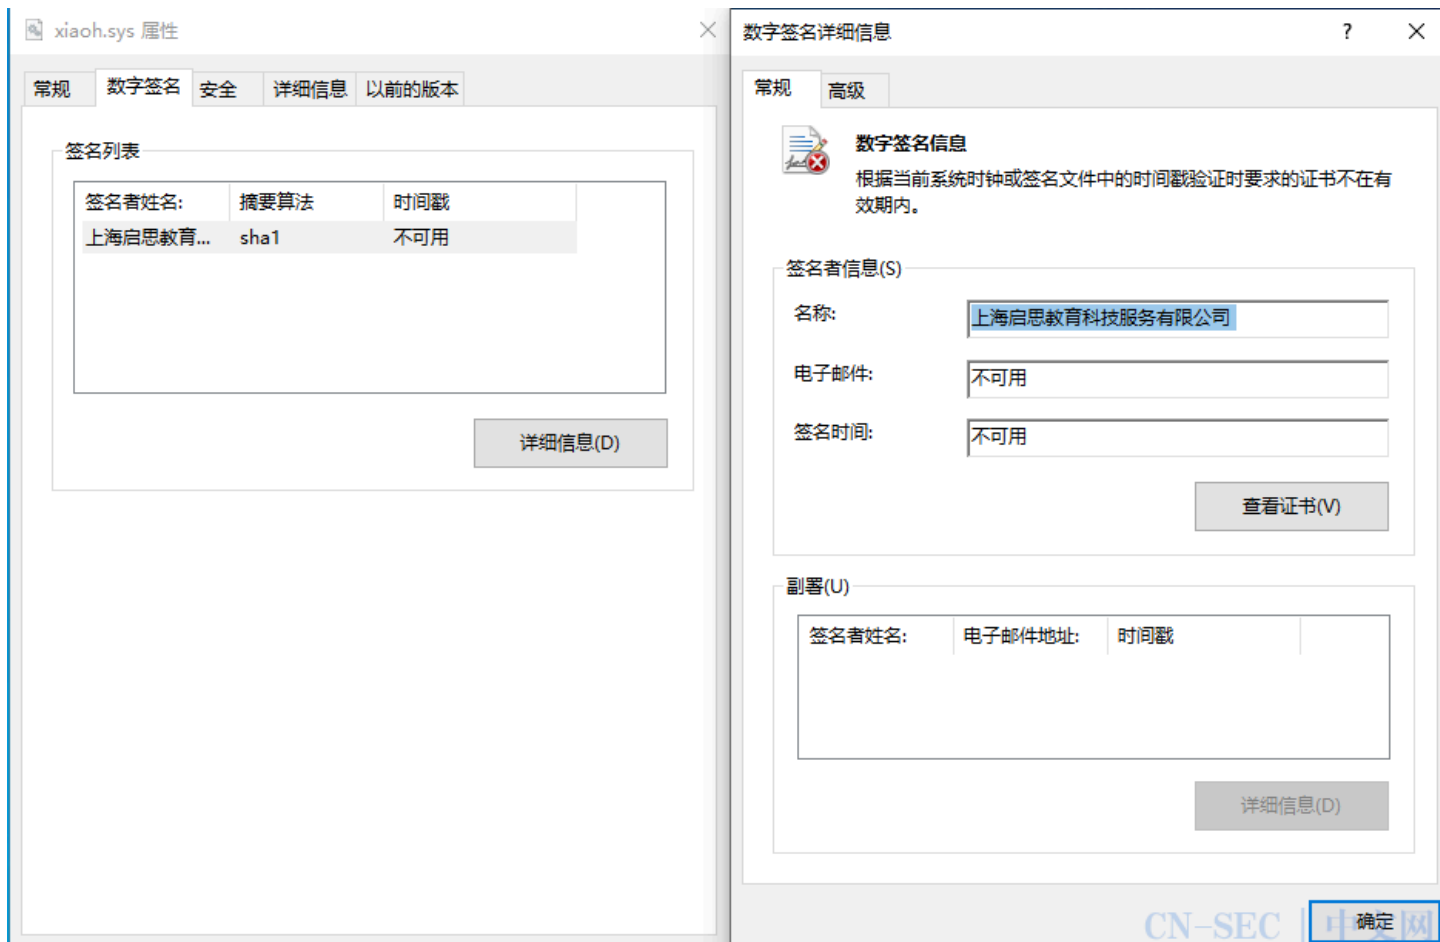 xiaoh.sys 属性
常规 数字签名 安全 详细信息 以前的版本
签名列表
签名者姓名: 摘要算法 时间戳
上海启思教育... sha1 不可用
详细信息(D)
数字签名详细信息 ?
常规 高级
数字签名信息
根据当前系统时钟或签名文件中的时间戳验证时要求的证书不在有
效期内。
签名者信息(S)
名称: 上海启思教育科技服务有限公司
电子邮件: 不可用
签名时间: 不可用
查看证书(V)
副署(U)
签名者姓名: 电子邮件地址: 时间戳
详细信息(D)
确定
CN-SEC | 中文网